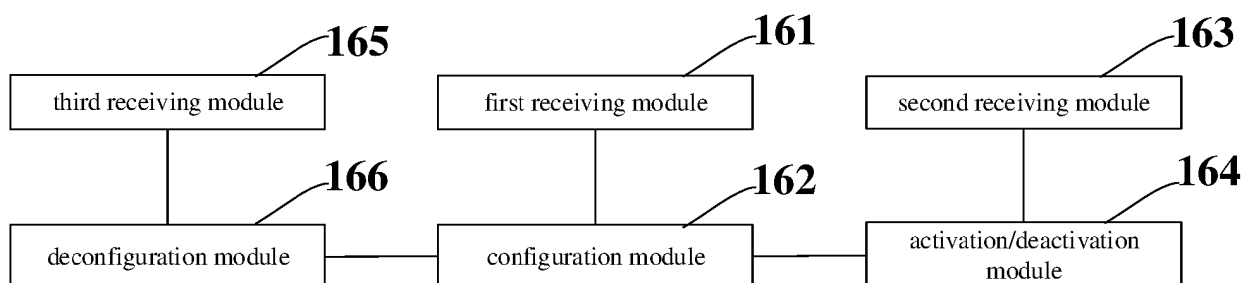 165
161
163
third receiving module
first receiving module
second receiving module
166
162
164
deconfiguration module
configuration module
activation/deactivation
module